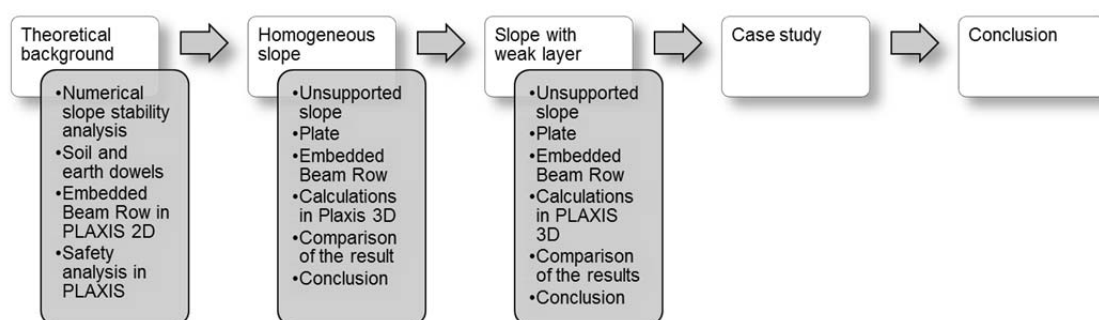 Theoretical
background
•Numerical
slope stability
analysis
•Soil and
earth dowels
•Embedded
Beam Row in
PLAXIS 2D
•Safety
analysis in
PLAXIS
Homogeneous
slope
•Unsupported
slope
•Plate
•Embedded
Beam Row
•Calculations
in Plaxis 3D
•Comparison
of the result
•Conclusion
Slope with
weak layer
•Unsupported
slope
•Plate
•Embedded
Beam Row
•Calculations
in PLAXIS
3D
•Comparison
of the results
•Conclusion
Case study
Conclusion